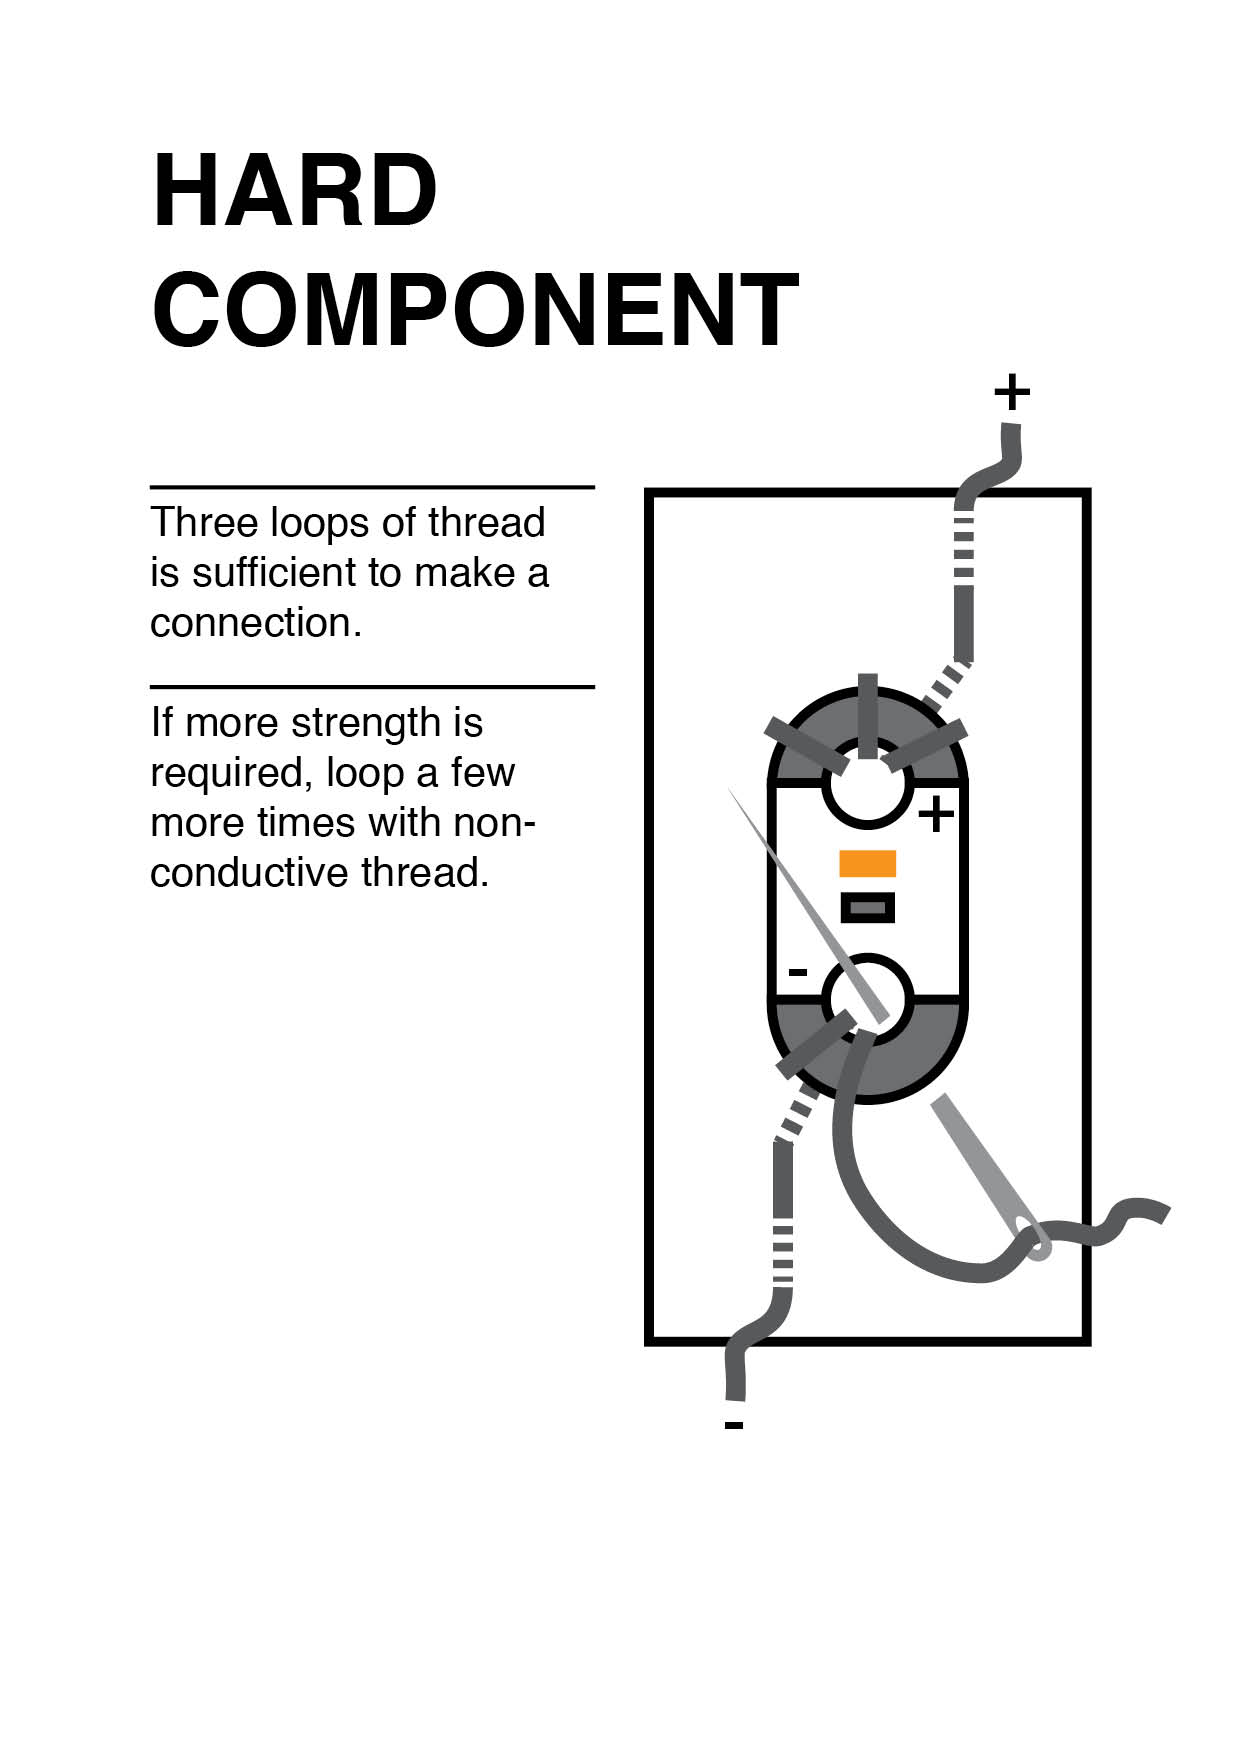 HARD
COMPONENT
+
Three loops of thread
is sufficient to make a
connection.
If more strength is
required, loop a few
more times with non-
conductive thread.
+
-
-